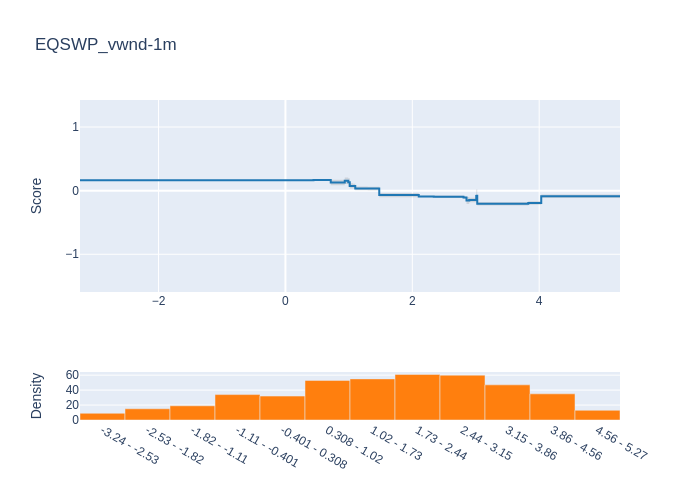 EQSWP_vwnd-1m
Score
1
0
−1
−2
0
2
4
Density
60
40
20
0
-3.24 - -2.53
-2.53 - -1.82
-1.82 - -1.11
-1.11 - -0.401
-0.401 - 0.308
0.308 - 1.02
1.02 - 1.73
1.73 - 2.44
2.44 - 3.15
3.15 - 3.86
3.86 - 4.56
4.56 - 5.27